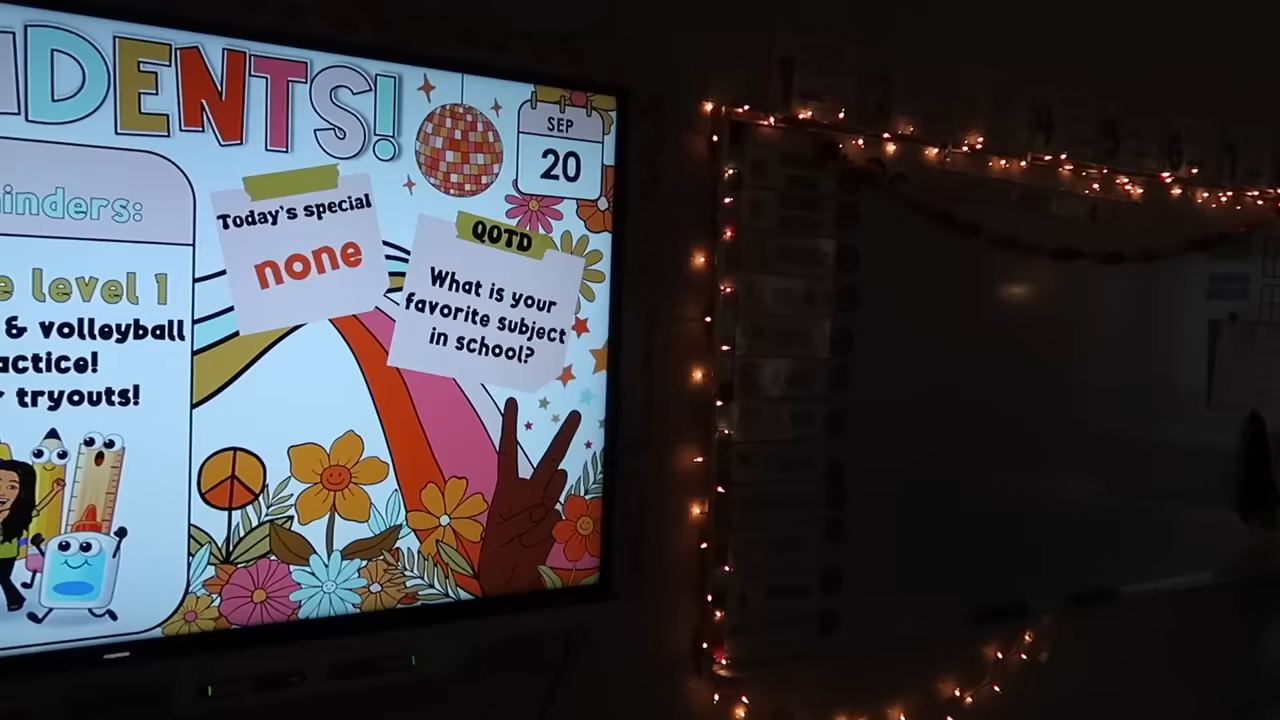 DENTS!
SEP
20
Today's special
none
QOTD
What is your
favorite subject
in school?
inders:
e level 1
& volleyball
actice!
tryouts!